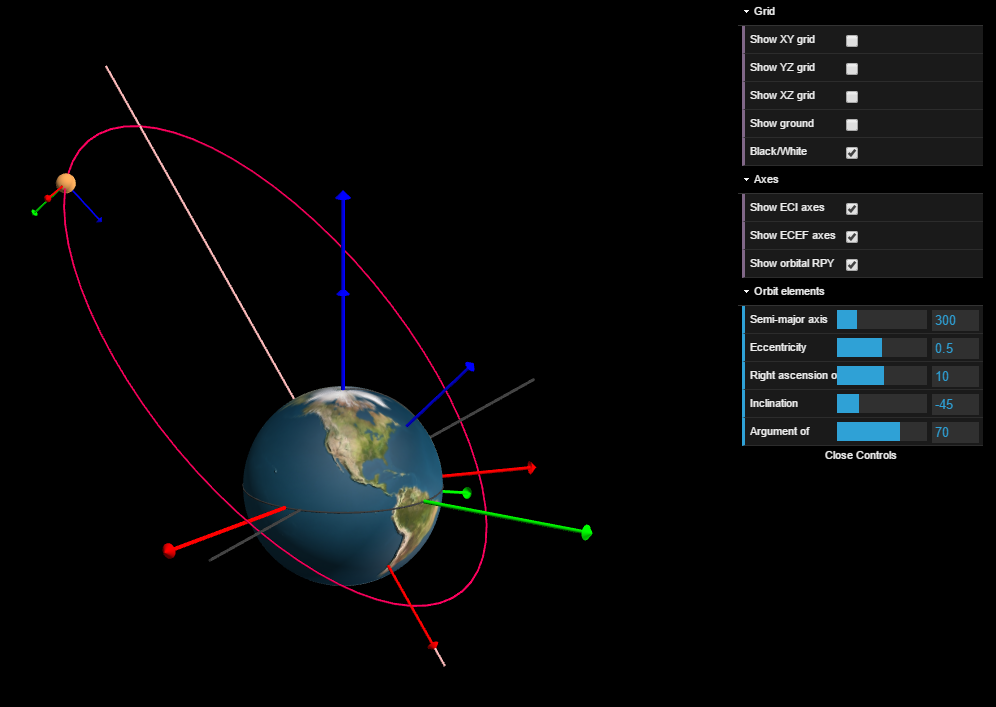 Grid
Show XY grid
Show YZ grid
Show XZ grid
Show ground
Black/White
Axes
Show ECI axes
Show ECEF axes
Show orbital RPY
Orbit elements
Semi-major axis 300
Eccentricity 0.5
Right ascension o 10
Inclination -45
Argument of 70
Close Controls